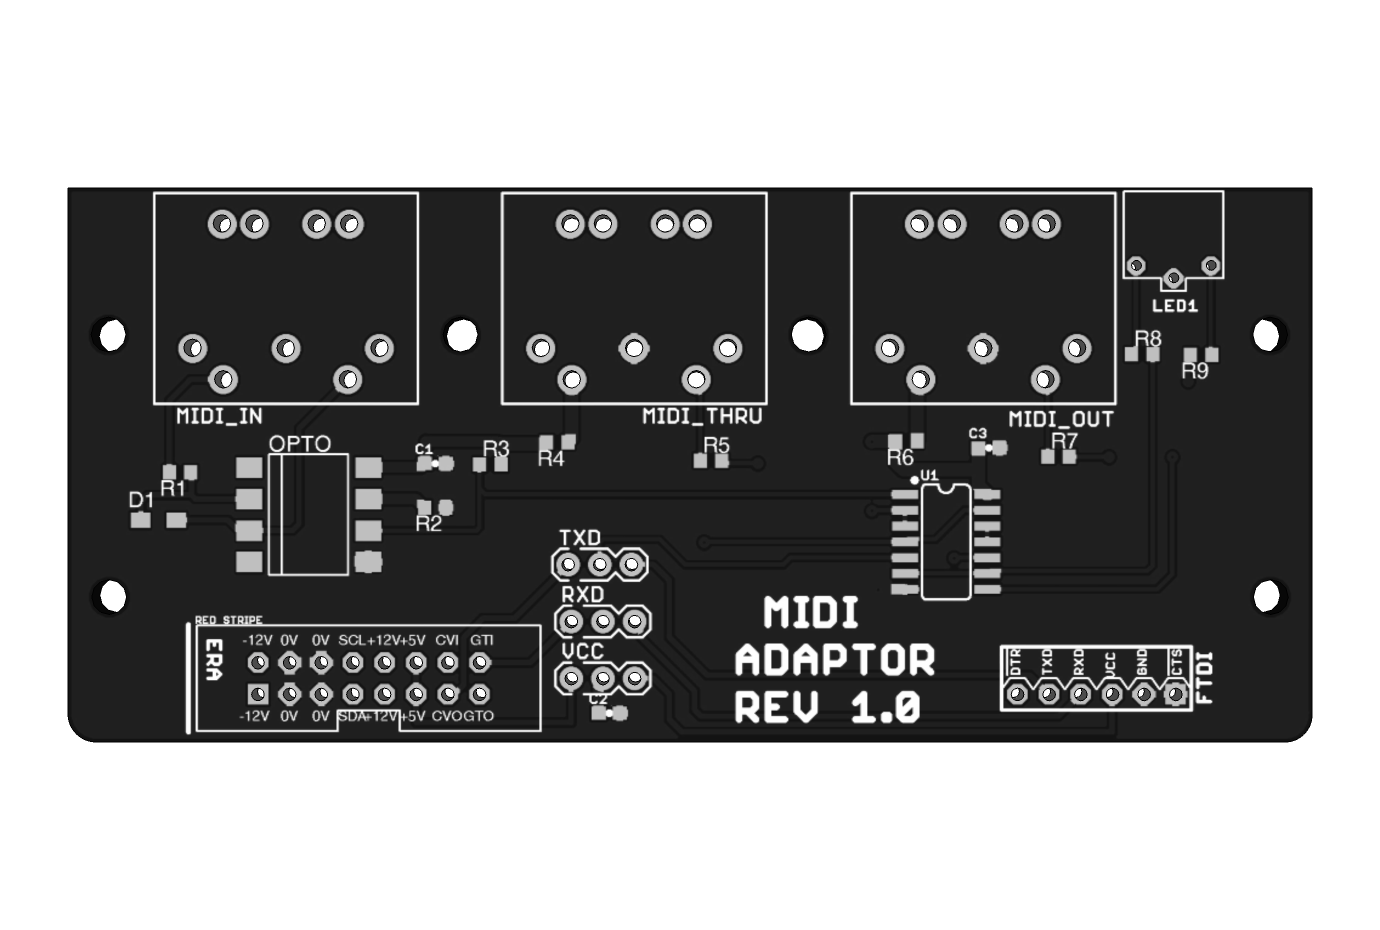 LED1
R8
R9
MIDI_IN
MIDI_THRU
MIDI_OUT
OPTO
C1
R3
R4
R5
R6
C3
R7
R1
D1
R2
U1
TXD
RXD
VCC
C2
RED STRIPE
ERA
-12V 0V 0V SCL+12V+5V CVI GTI
-12V 0V 0V SDA+12V+5V CVOGTO
MIDI
ADAPTOR
REV 1.0
DTR
TXD
RXD
VCC
GND
CTS
FTDI